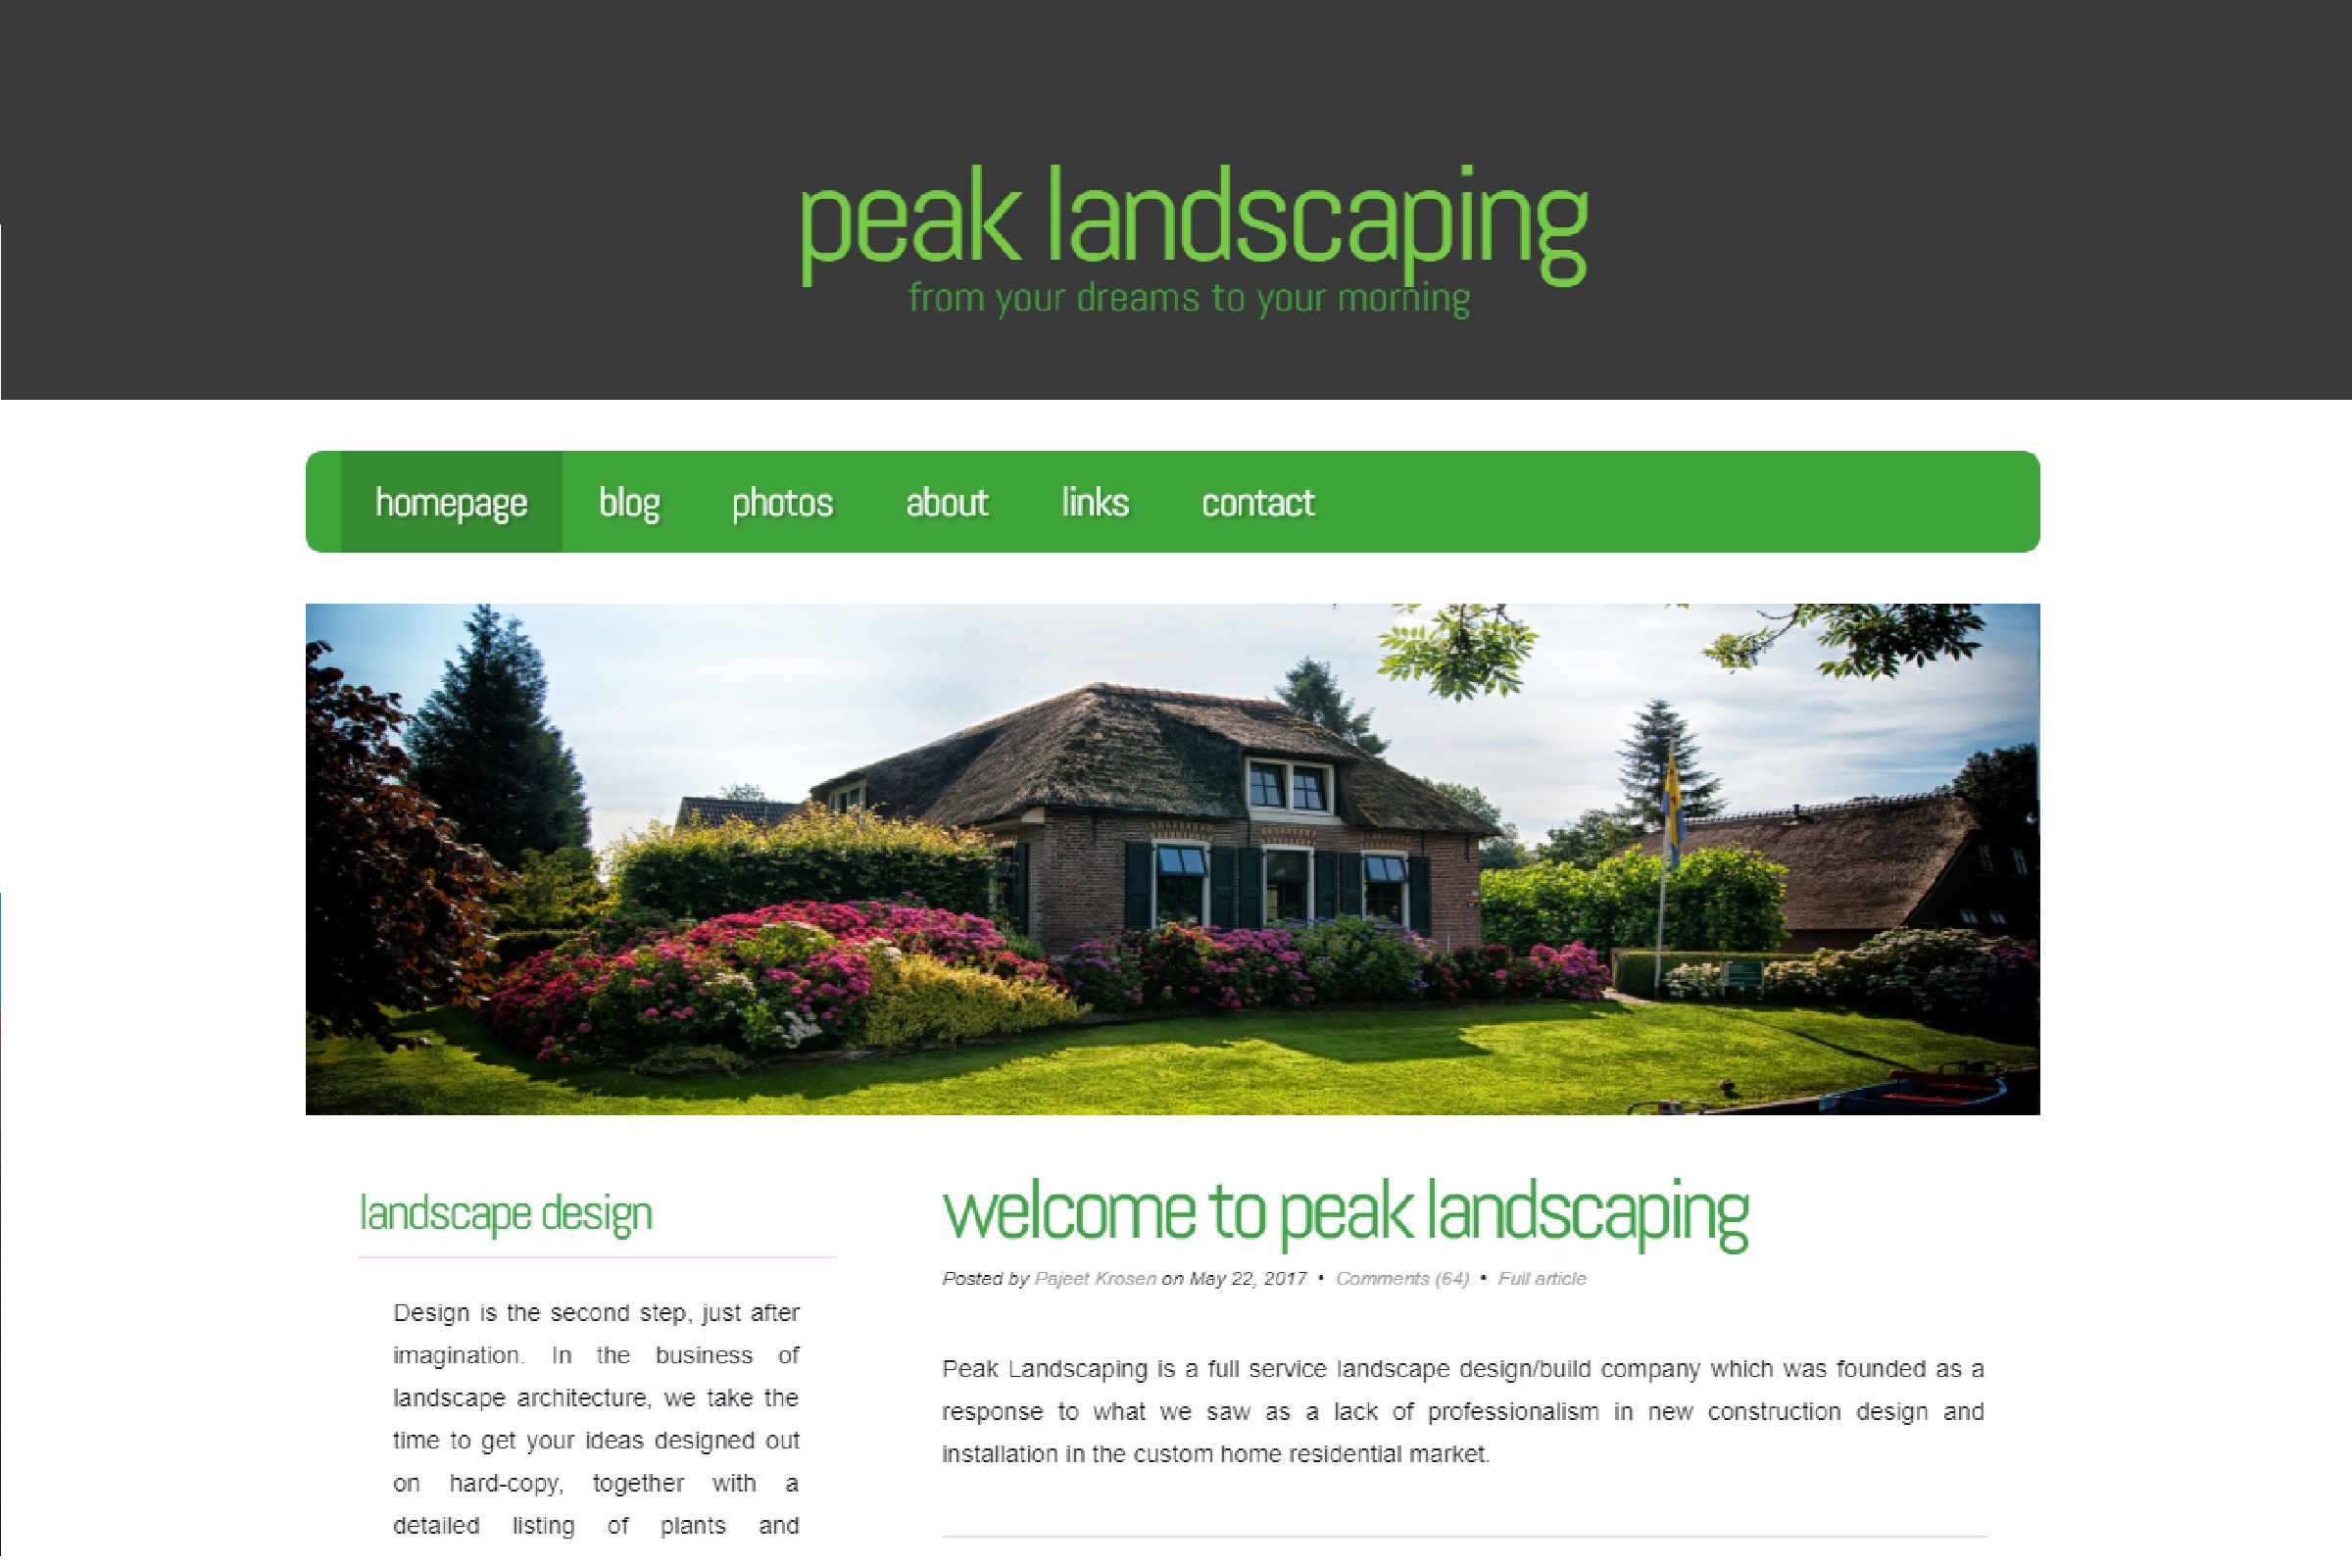 peak landscaping
from your dreams to your morning
homepage blog photos about links contact
landscape design
Design is the second step, just after
imagination. In the business of
landscape architecture, we take the
time to get your ideas designed out
on hard-copy, together with a
detailed listing of plants and
welcome to peak landscaping
Posted by Pajeet Krosen on May 22, 2017 • Comments (64) • Full article
Peak Landscaping is a full service landscape design/build company which was founded as a
response to what we saw as a lack of professionalism in new construction design and
installation in the custom home residential market.